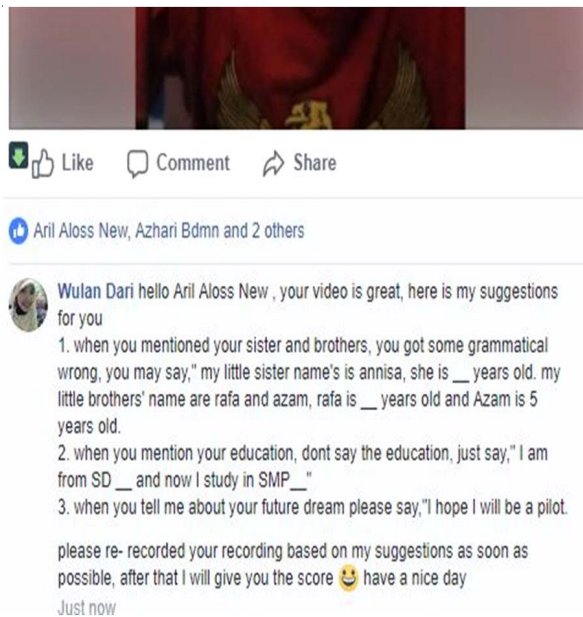 Like Comment Share
Aril Aloss New, Azhari Bdmn and 2 others
Wulan Dari hello Aril Aloss New , your video is great, here is my suggestions
for you
1. when you mentioned your sister and brothers, you got some grammatical
wrong, you may say," my little sister name's is annisa, she is __ years old. my
little brothers' name are rafa and azam, rafa is __ years old and Azam is 5
years old.
2. when you mention your education, dont say the education, just say," I am
from SD __ and now I study in SMP__"
3. when you tell me about your future dream please say,"I hope I will be a pilot.
please re- recorded your recording based on my suggestions as soon as
possible, after that I will give you the score 😀 have a nice day
Just now